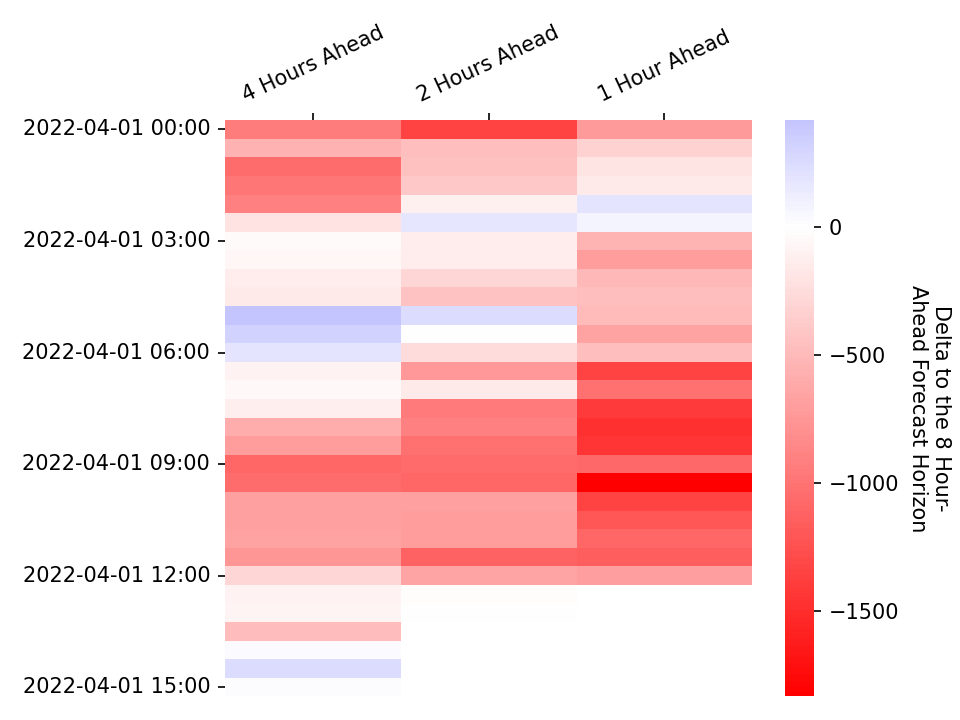 4 Hours Ahead
2 Hours Ahead
1 Hour Ahead
2022-04-01 00:00
2022-04-01 03:00
2022-04-01 06:00
2022-04-01 09:00
2022-04-01 12:00
2022-04-01 15:00
0
−500
−1000
−1500
Delta to the 8 Hour-
Ahead Forecast Horizon